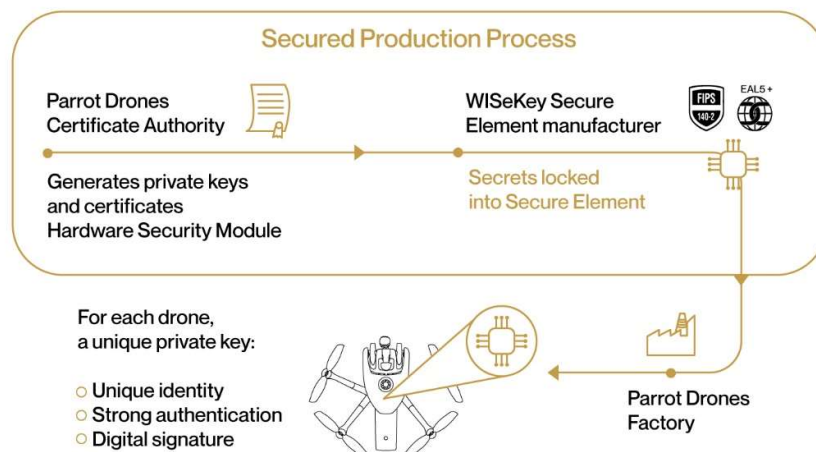 Secured Production Process
Parrot Drones
Certificate Authority
WISeKey Secure
Element manufacturer
FIPS
140-2
EAL5+
Generates private keys
and certificates
Hardware Security Module
Secrets locked
into Secure Element
For each drone,
a unique private key:
Unique identity
Strong authentication
Digital signature
Parrot Drones
Factory